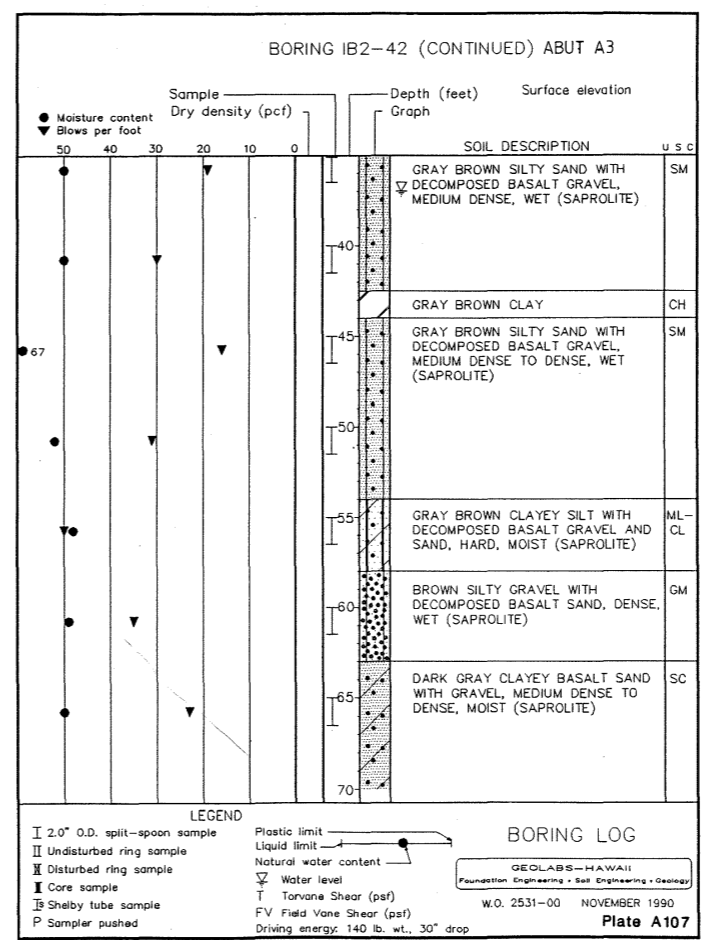 BORING IB2-42 (CONTINUED) ABUT A3
Sample
Depth (feet)
Surface elevation
Dry density (pcf)
Graph
Moisture content
Blows per foot
50 40 30 20 10 0
SOIL DESCRIPTION
U S C
GRAY BROWN SILTY SAND WITH
DECOMPOSED BASALT GRAVEL,
MEDIUM DENSE, WET (SAPROLITE)
SM
40
GRAY BROWN CLAY
CH
GRAY BROWN SILTY SAND WITH
DECOMPOSED BASALT GRAVEL,
MEDIUM DENSE TO DENSE, WET
(SAPROLITE)
SM
45
67
50
GRAY BROWN CLAYEY SILT WITH
DECOMPOSED BASALT GRAVEL AND
SAND, HARD, MOIST (SAPROLITE)
ML-
CL
55
BROWN SILTY GRAVEL WITH
DECOMPOSED BASALT SAND, DENSE,
WET (SAPROLITE)
GM
60
DARK GRAY CLAYEY BASALT SAND
WITH GRAVEL, MEDIUM DENSE TO
DENSE, MOIST (SAPROLITE)
SC
65
70
LEGEND
2.0" O.D. split-spoon sample
Undisturbed ring sample
Disturbed ring sample
Core sample
Shelby tube sample
P Sampler pushed
Plastic limit
Liquid limit
Natural water content
Water level
T Torvane Shear (psf)
FV Field Vane Shear (psf)
Driving energy: 140 lb. wt., 30" drop
BORING LOG
GEOLABS-HAWAII
Foundation Engineering • Soil Engineering • Geology
W.O. 2531-00 NOVEMBER 1990
Plate A107